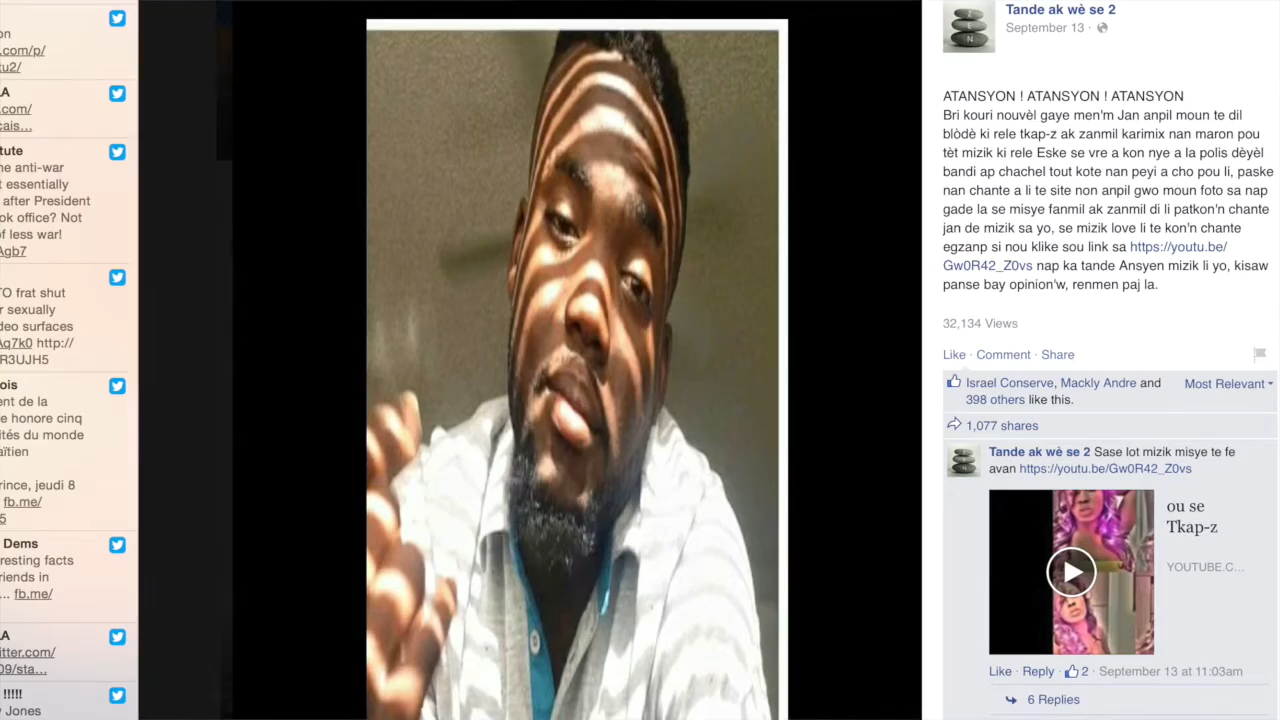 on
.com/p/
tu2/
LA
.com/
çais...
tute
ne anti-war
t essentially
after President
ok office? Not
of less war!
Agb7
TO frat shut
r sexually
deo surfaces
Aq7k0 http://
R3UJH5
ois
ent de la
e honore cinq
ités du monde
aïtien
rince, jeudi 8
fb.me/
5
Dems
eresting facts
riends in
... fb.me/
LA
vitter.com/
09/sta...
!!!!!
y Jones
Tande ak wè se 2
September 13 ·
ATANSYON ! ATANSYON ! ATANSYON
Bri kouri nouvèl gaye men'm Jan anpil moun te dil
blòdè ki rele tkap-z ak zanmil karimix nan maron pou
tèt mizik ki rele Eske se vre a kon nye a la polis dèyèl
bandi ap chachel tout kote nan peyi a cho pou li, paske
nan chante a li te site non anpil gwo moun foto sa nap
gade la se misye fanmil ak zanmil di li patkon'n chante
jan de mizik sa yo, se mizik love li te kon'n chante
egzanp si nou klike sou link sa https://youtu.be/
Gw0R42_Z0vs nap ka tande Ansyen mizik li yo, kisaw
panse bay opinion'w, renmen paj la.
32,134 Views
Like · Comment · Share
Israel Conserve, Mackly Andre and
398 others like this.
Most Relevant
1,077 shares
Tande ak wè se 2 Sase lot mizik misye te fe
avan https://youtu.be/Gw0R42_Z0vs
ou se
Tkap-z
YOUTUBE.C...
Like · Reply · 2 · September 13 at 11:03am
6 Replies